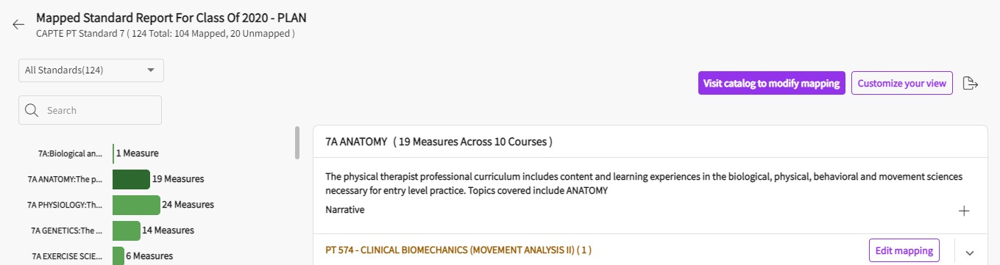 Mapped Standard Report For Class Of 2020 - PLAN
CAPTE PT Standard 7 ( 124 Total: 104 Mapped, 20 Unmapped )
All Standards(124)
Visit catalog to modify mapping
Customize your view
Search
7A:Biological an... 1 Measure
7A ANATOMY:The p... 19 Measures
7A PHYSIOLOGY:Th... 24 Measures
7A GENETICS:The ... 14 Measures
7A EXERCISE SCIE... 6 Measures
7A ANATOMY ( 19 Measures Across 10 Courses )
The physical therapist professional curriculum includes content and learning experiences in the biological, physical, behavioral and movement sciences
necessary for entry level practice. Topics covered include ANATOMY
Narrative
PT 574 - CLINICAL BIOMECHANICS (MOVEMENT ANALYSIS II) ( 1 )
Edit mapping